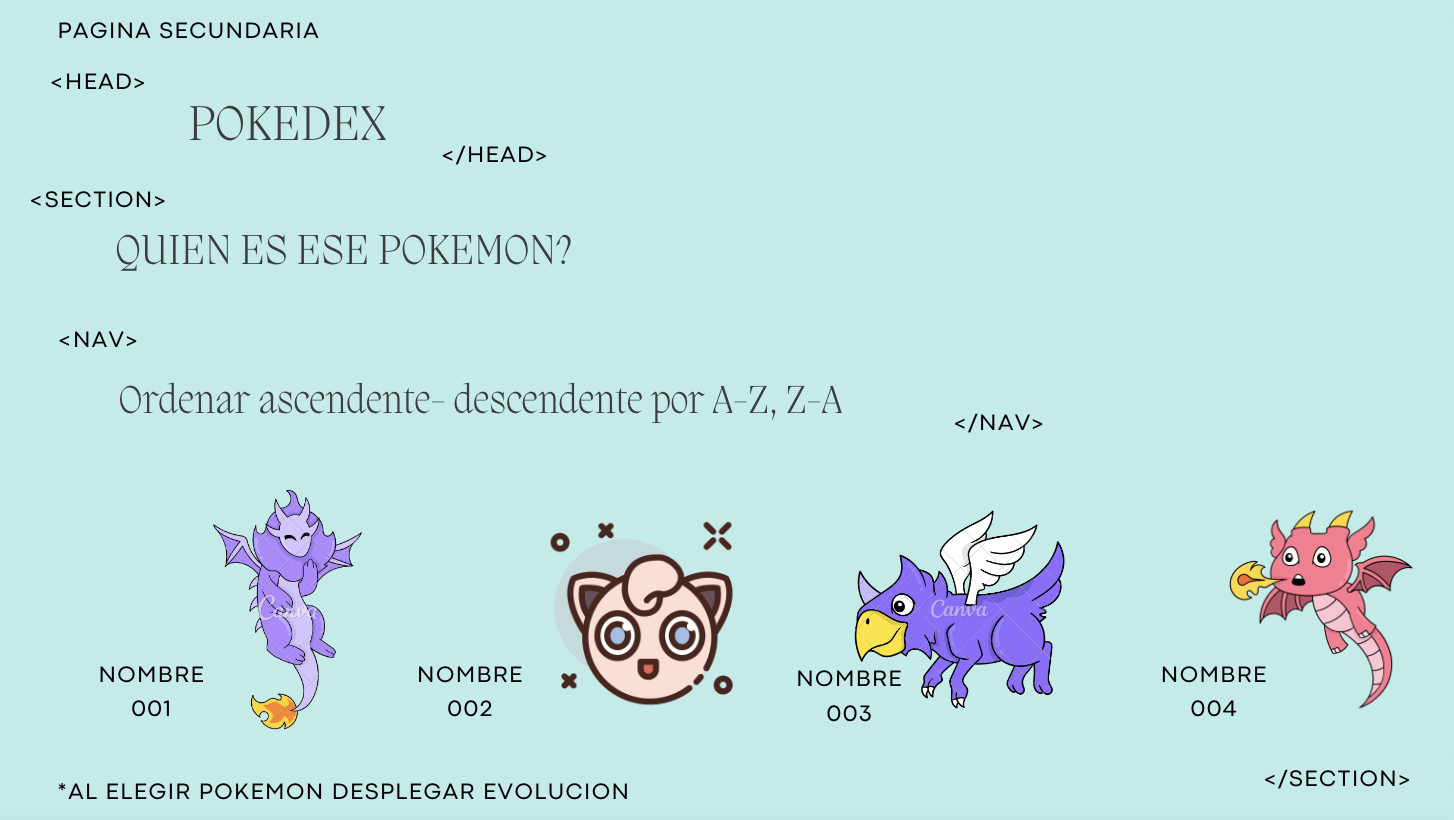 PAGINA SECUNDARIA
<HEAD>
POKEDEX
</HEAD>
<SECTION>
QUIEN ES ESE POKEMON?
<NAV>
Ordenar ascendente- descendente por A-Z, Z-A
</NAV>
Canva
Canva
NOMBRE
001
NOMBRE
002
NOMBRE
003
NOMBRE
004
</SECTION>
*AL ELEGIR POKEMON DESPLEGAR EVOLUCION